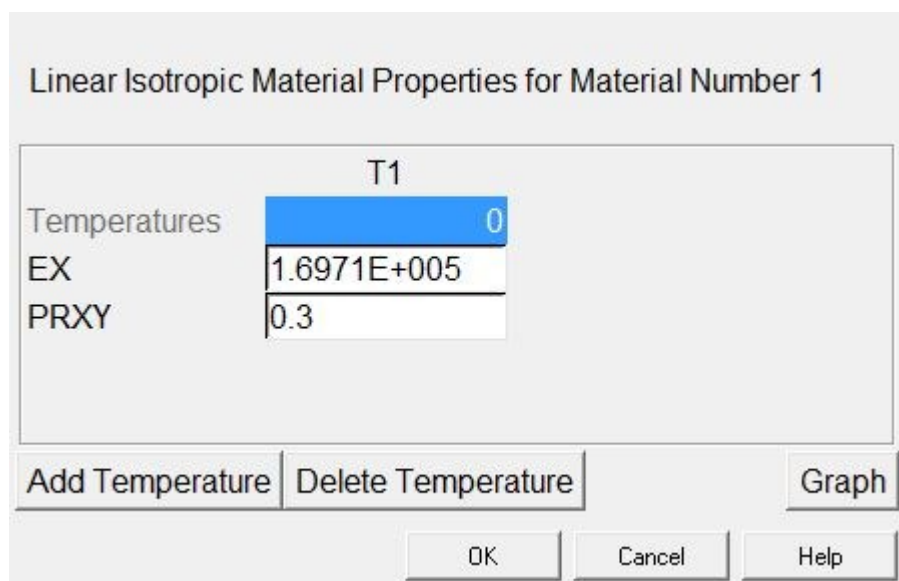 Linear Isotropic Material Properties for Material Number 1
T1
Temperatures 0
EX 1.6971E+005
PRXY 0.3
Add Temperature Delete Temperature Graph
OK Cancel Help